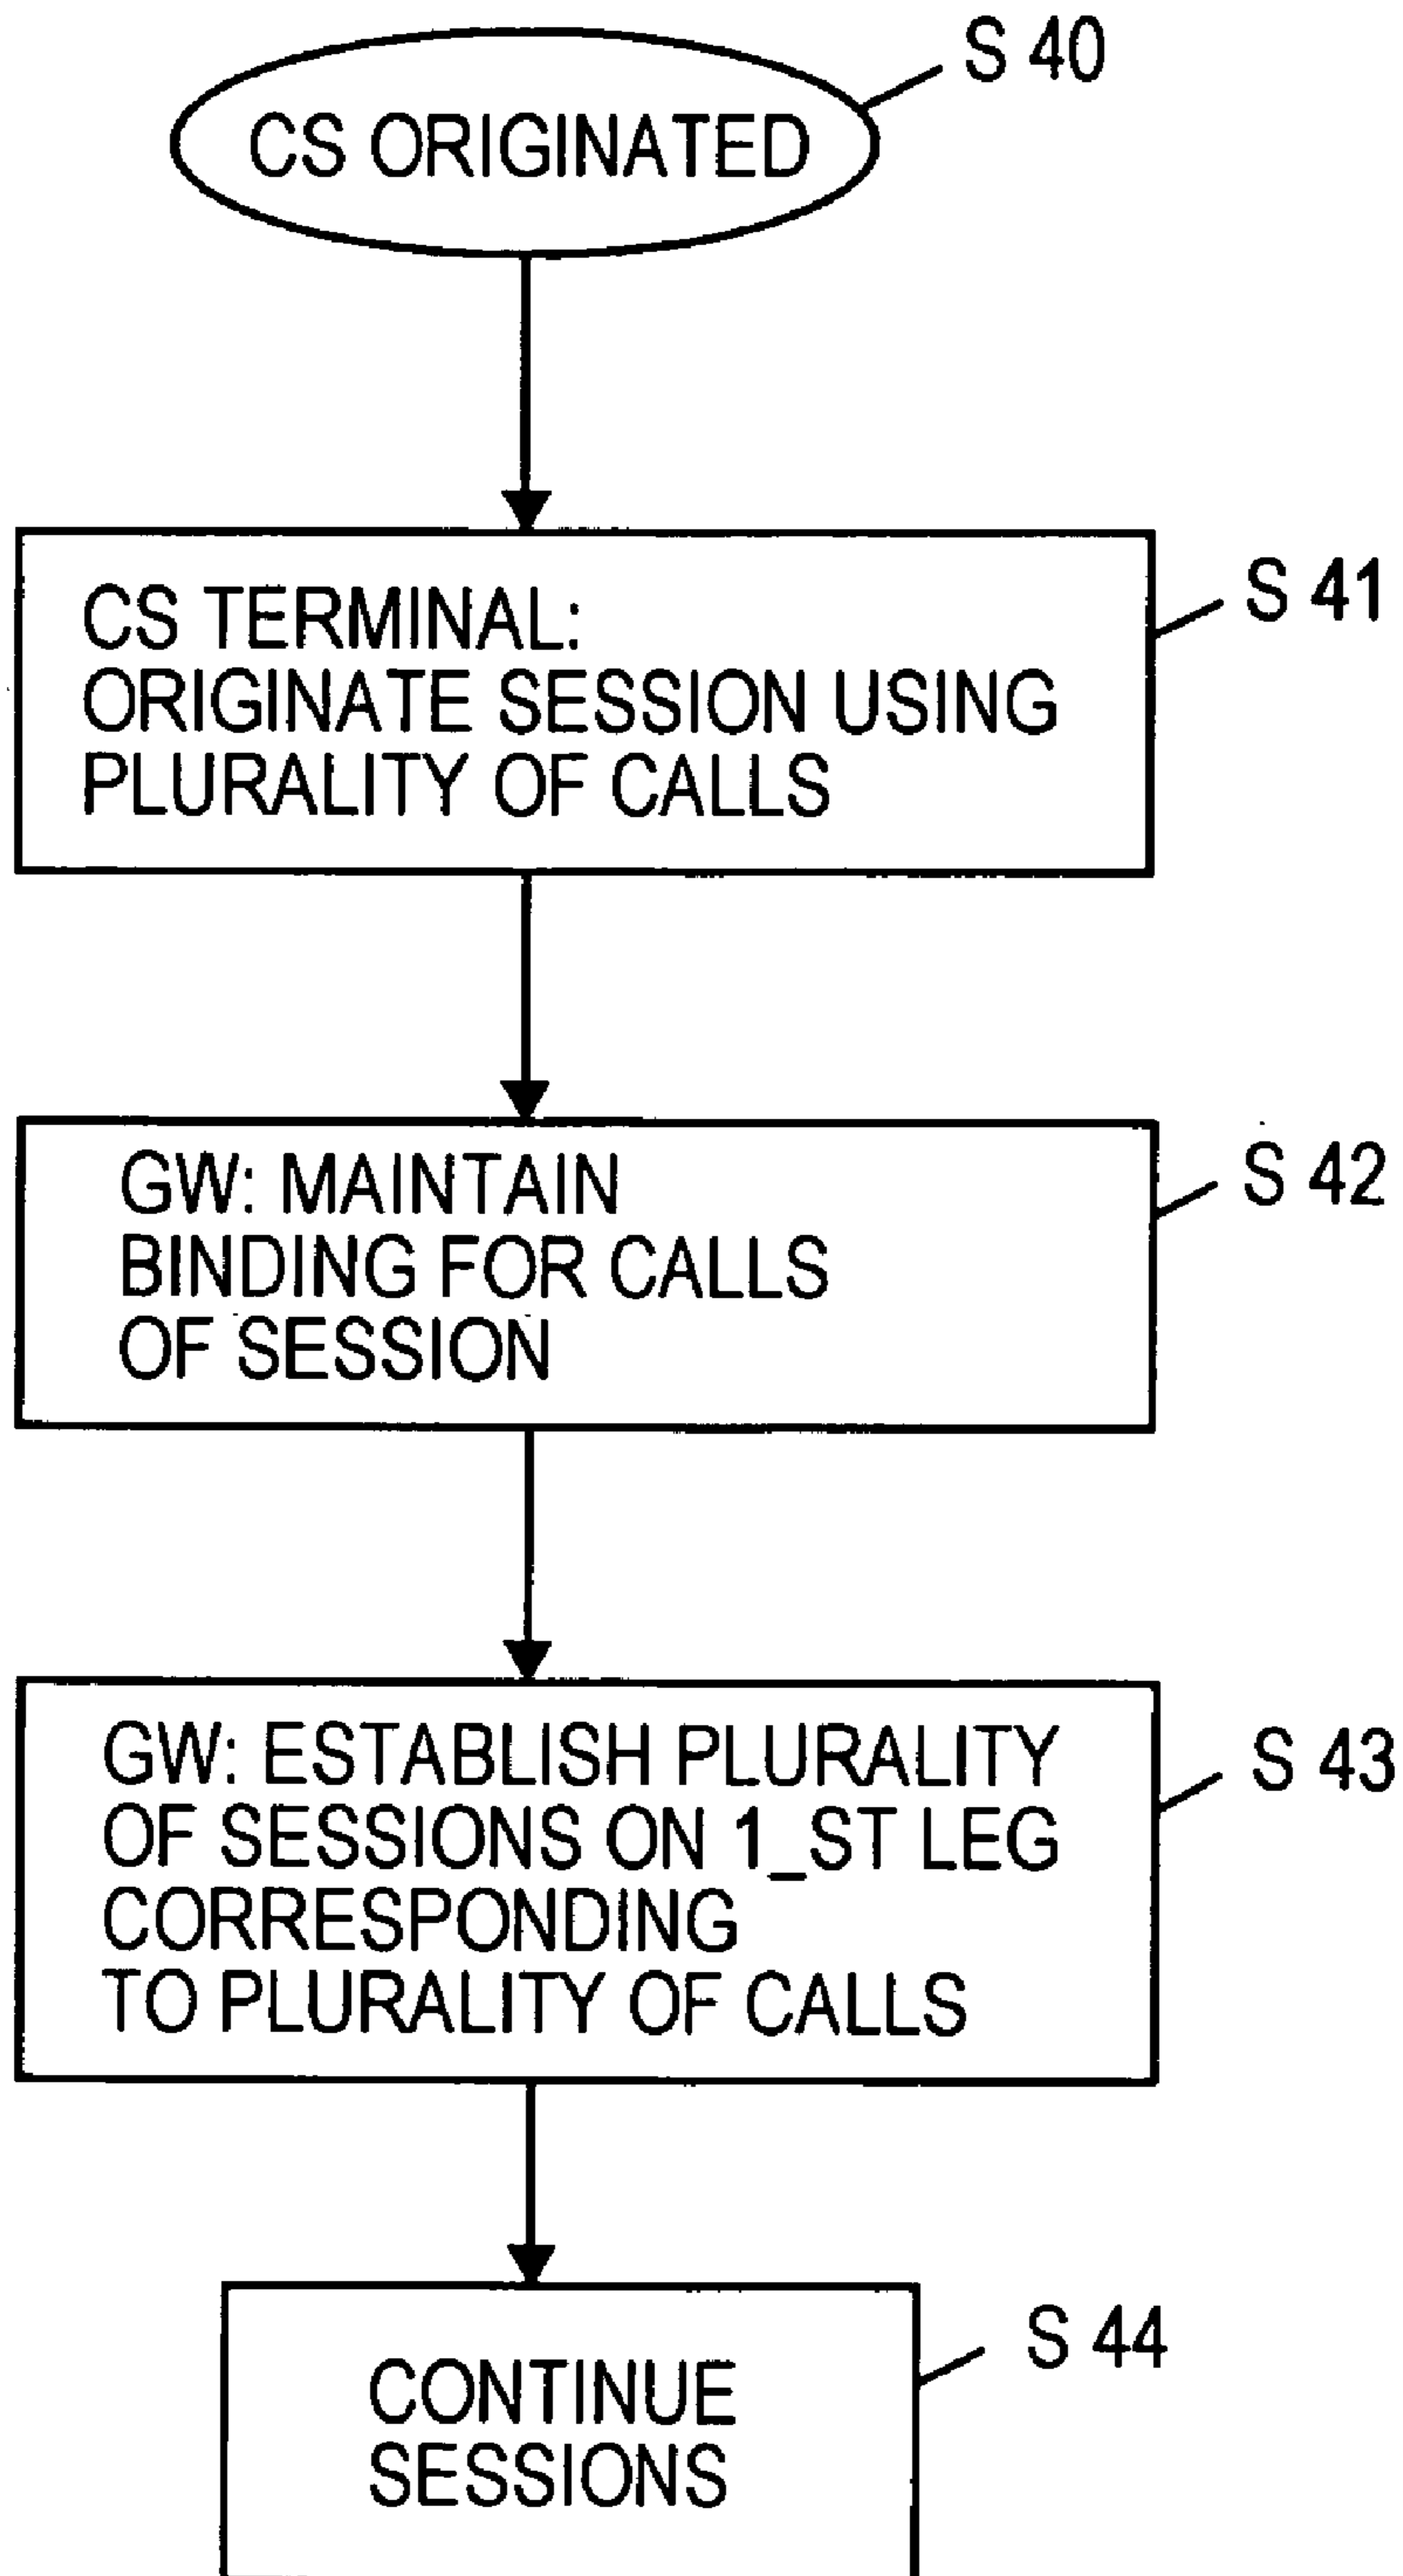 S 40
CS ORIGINATED
S 41
CS TERMINAL:
ORIGINATE SESSION USING
PLURALITY OF CALLS
S 42
GW: MAINTAIN
BINDING FOR CALLS
OF SESSION
S 43
GW: ESTABLISH PLURALITY
OF SESSIONS ON 1_ST LEG
CORRESPONDING
TO PLURALITY OF CALLS
S 44
CONTINUE
SESSIONS